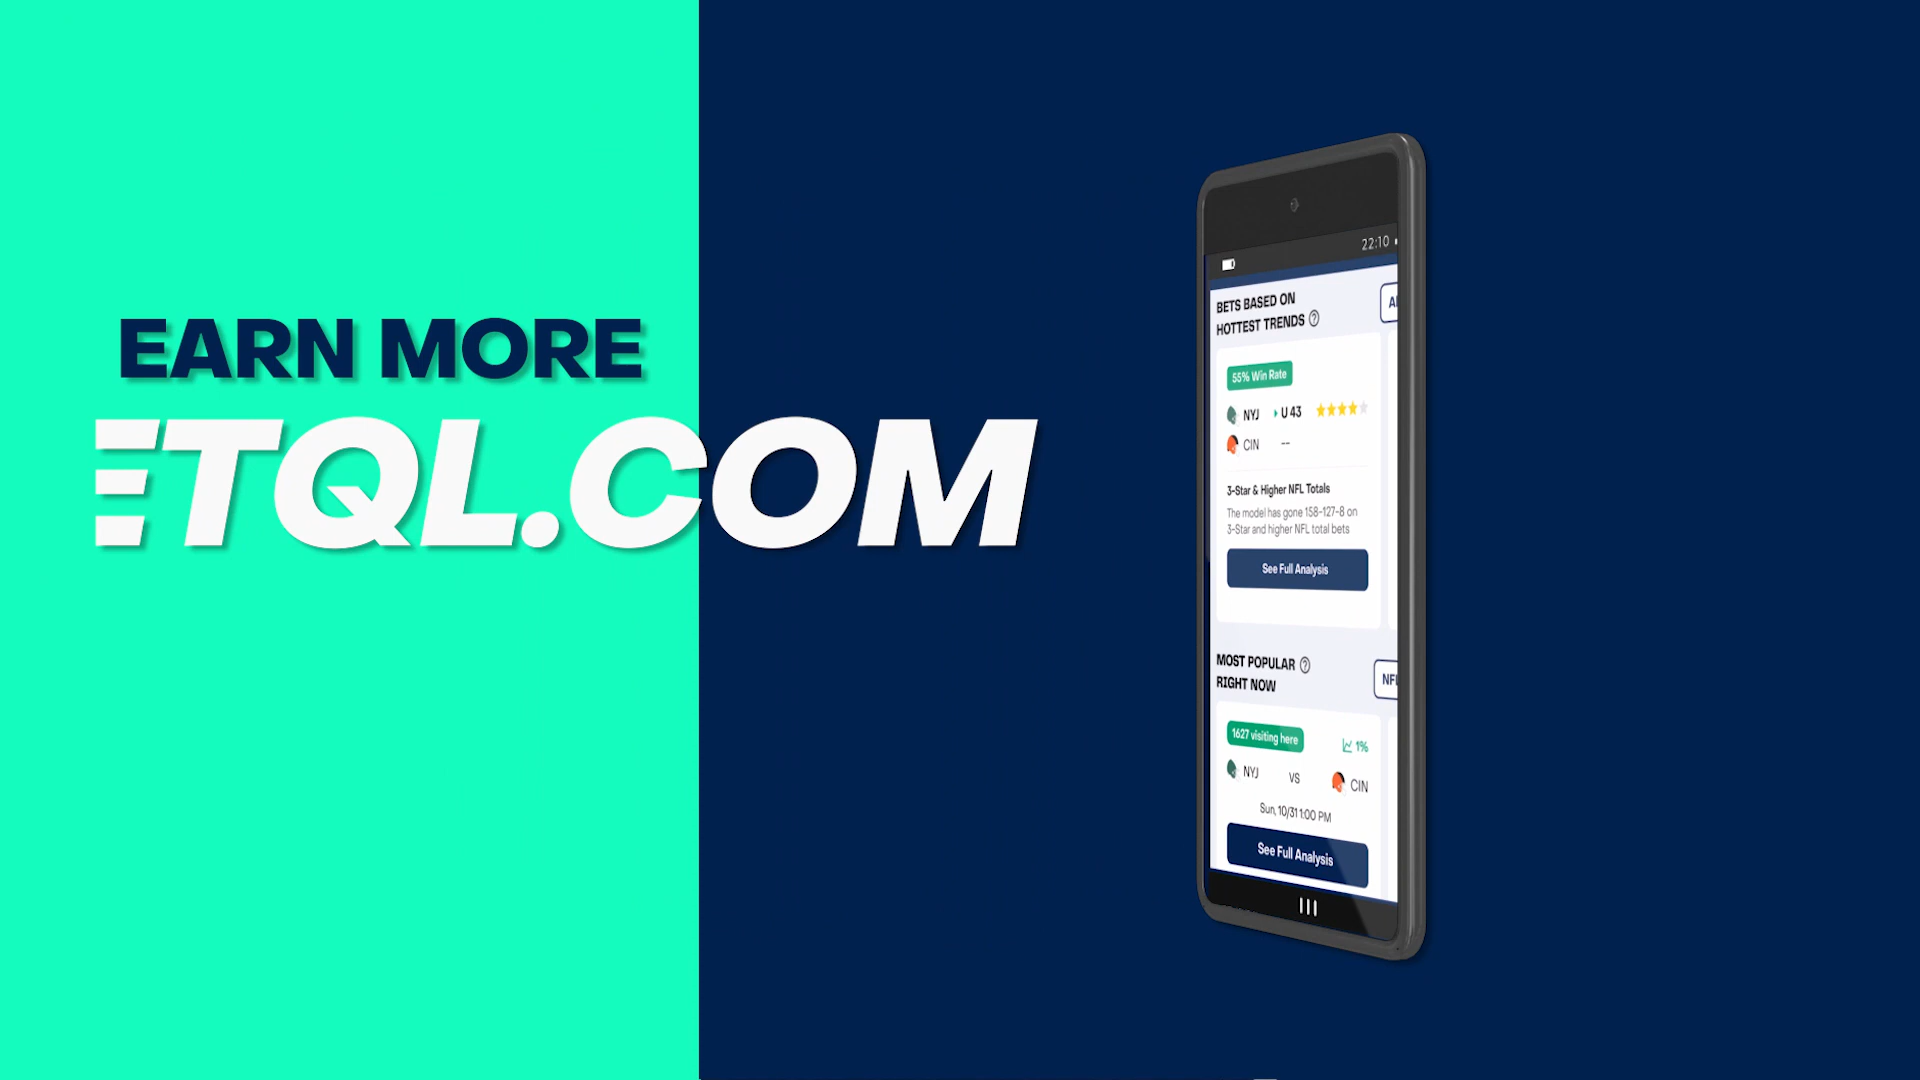 EARN MORE
ETQL.COM
22:10
BETS BASED ON
HOTTEST TRENDS ?
55% Win Rate
NYJ U 43
CIN --
3-Star & Higher NFL Totals
The model has gone 158-127-8 on
3-Star and higher NFL total bets
See Full Analysis
MOST POPULAR ?
RIGHT NOW
NFL
1627 visiting here
1%
NYJ VS CIN
Sun, 10/31 1:00 PM
See Full Analysis